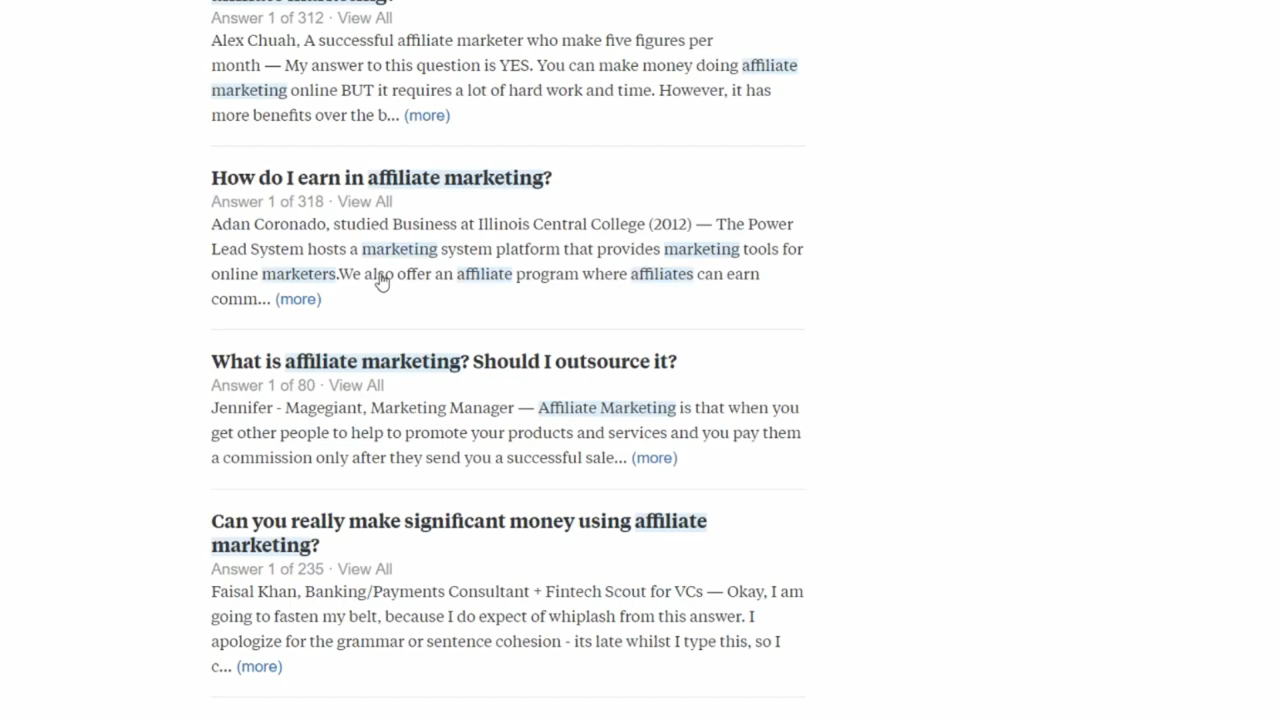 affiliate marketing?
Answer 1 of 312 · View All
Alex Chuah, A successful affiliate marketer who make five figures per
month — My answer to this question is YES. You can make money doing affiliate
marketing online BUT it requires a lot of hard work and time. However, it has
more benefits over the b... (more)
How do I earn in affiliate marketing?
Answer 1 of 318 · View All
Adan Coronado, studied Business at Illinois Central College (2012) — The Power
Lead System hosts a marketing system platform that provides marketing tools for
online marketers.We also offer an affiliate program where affiliates can earn
comm... (more)
What is affiliate marketing? Should I outsource it?
Answer 1 of 80 · View All
Jennifer - Magegiant, Marketing Manager — Affiliate Marketing is that when you
get other people to help to promote your products and services and you pay them
a commission only after they send you a successful sale... (more)
Can you really make significant money using affiliate
marketing?
Answer 1 of 235 · View All
Faisal Khan, Banking/Payments Consultant + Fintech Scout for VCs — Okay, I am
going to fasten my belt, because I do expect of whiplash from this answer. I
apologize for the grammar or sentence cohesion - its late whilst I type this, so I
c... (more)